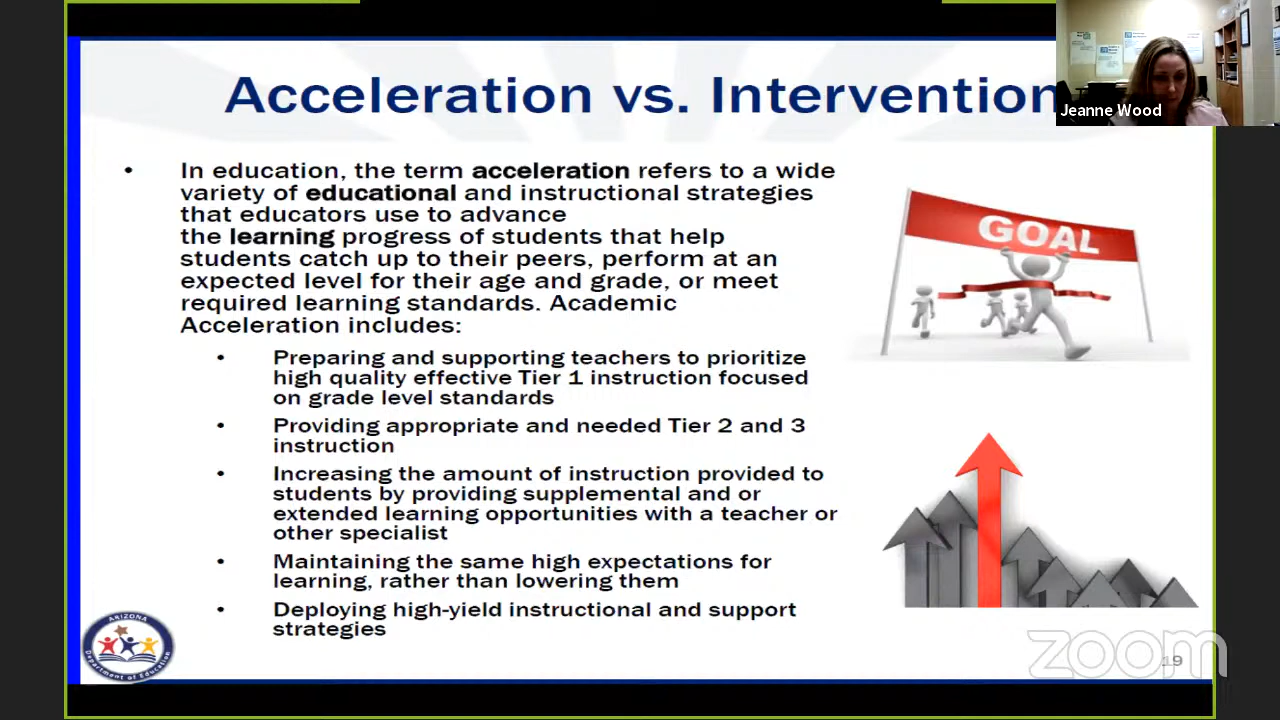 Acceleration vs. Intervention
Jeanne Wood
In education, the term acceleration refers to a wide
variety of educational and instructional strategies
that educators use to advance
the learning progress of students that help
students catch up to their peers, perform at an
expected level for their age and grade, or meet
required learning standards. Academic
Acceleration includes:
• Preparing and supporting teachers to prioritize
high quality effective Tier 1 instruction focused
on grade level standards
• Providing appropriate and needed Tier 2 and 3
instruction
• Increasing the amount of instruction provided to
students by providing supplemental and or
extended learning opportunities with a teacher or
other specialist
• Maintaining the same high expectations for
learning, rather than lowering them
• Deploying high-yield instructional and support
strategies
GOAL
ARIZONA
Department of Education
zoom
19